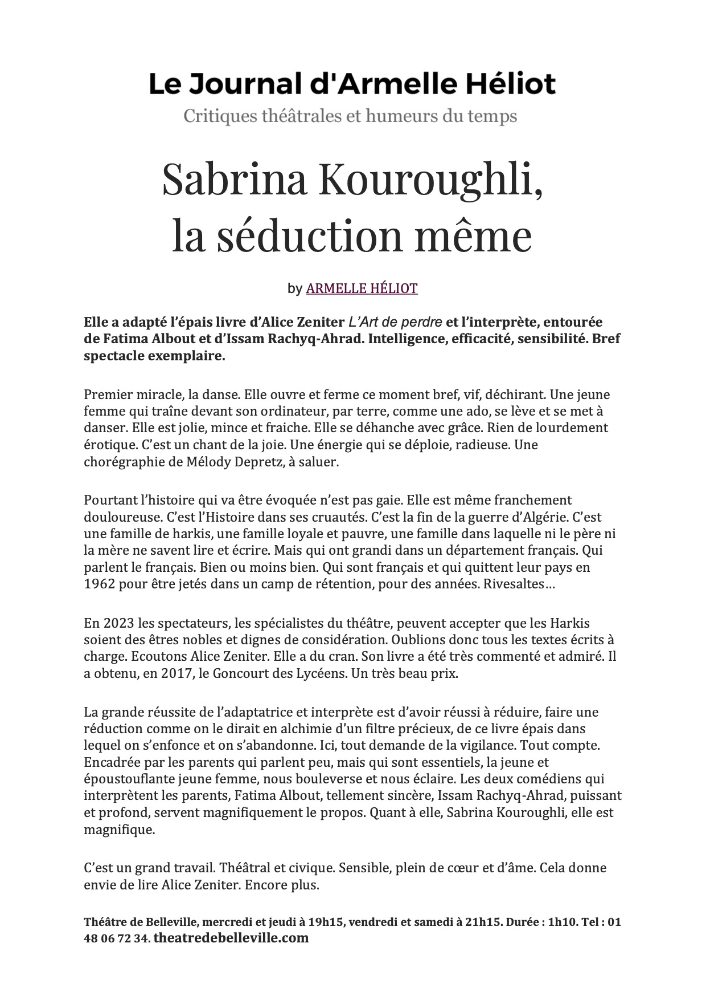 Le Journal d'Armelle Héliot
Critiques théâtrales et humeurs du temps
Sabrina Kouroughli,
la séduction même
by ARMELLE HÉLIOT
Elle a adapté l’épais livre d’Alice Zeniter L’Art de perdre et l’interprète, entourée
de Fatima Albout et d’Issam Rachyq-Ahrad. Intelligence, efficacité, sensibilité. Bref
spectacle exemplaire.
Premier miracle, la danse. Elle ouvre et ferme ce moment bref, vif, déchirant. Une jeune
femme qui traîne devant son ordinateur, par terre, comme une ado, se lève et se met à
danser. Elle est jolie, mince et fraiche. Elle se déhanche avec grâce. Rien de lourdement
érotique. C’est un chant de la joie. Une énergie qui se déploie, radieuse. Une
chorégraphie de Mélody Depretz, à saluer.
Pourtant l’histoire qui va être évoquée n’est pas gaie. Elle est même franchement
douloureuse. C’est l’Histoire dans ses cruautés. C’est la fin de la guerre d’Algérie. C’est
une famille de harkis, une famille loyale et pauvre, une famille dans laquelle ni le père ni
la mère ne savent lire et écrire. Mais qui ont grandi dans un département français. Qui
parlent le français. Bien ou moins bien. Qui sont français et qui quittent leur pays en
1962 pour être jetés dans un camp de rétention, pour des années. Rivesaltes…
En 2023 les spectateurs, les spécialistes du théâtre, peuvent accepter que les Harkis
soient des êtres nobles et dignes de considération. Oublions donc tous les textes écrits à
charge. Ecoutons Alice Zeniter. Elle a du cran. Son livre a été très commenté et admiré. Il
a obtenu, en 2017, le Goncourt des Lycéens. Un très beau prix.
La grande réussite de l’adaptatrice et interprète est d’avoir réussi à réduire, faire une
réduction comme on le dirait en alchimie d’un filtre précieux, de ce livre épais dans
lequel on s’enfonce et on s’abandonne. Ici, tout demande de la vigilance. Tout compte.
Encadrée par les parents qui parlent peu, mais qui sont essentiels, la jeune et
époustouflante jeune femme, nous bouleverse et nous éclaire. Les deux comédiens qui
interprètent les parents, Fatima Albout, tellement sincère, Issam Rachyq-Ahrad, puissant
et profond, servent magnifiquement le propos. Quant à elle, Sabrina Kouroughli, elle est
magnifique.
C’est un grand travail. Théâtral et civique. Sensible, plein de cœur et d’âme. Cela donne
envie de lire Alice Zeniter. Encore plus.
Théâtre de Belleville, mercredi et jeudi à 19h15, vendredi et samedi à 21h15. Durée : 1h10. Tel : 01
48 06 72 34. theatredebelleville.com